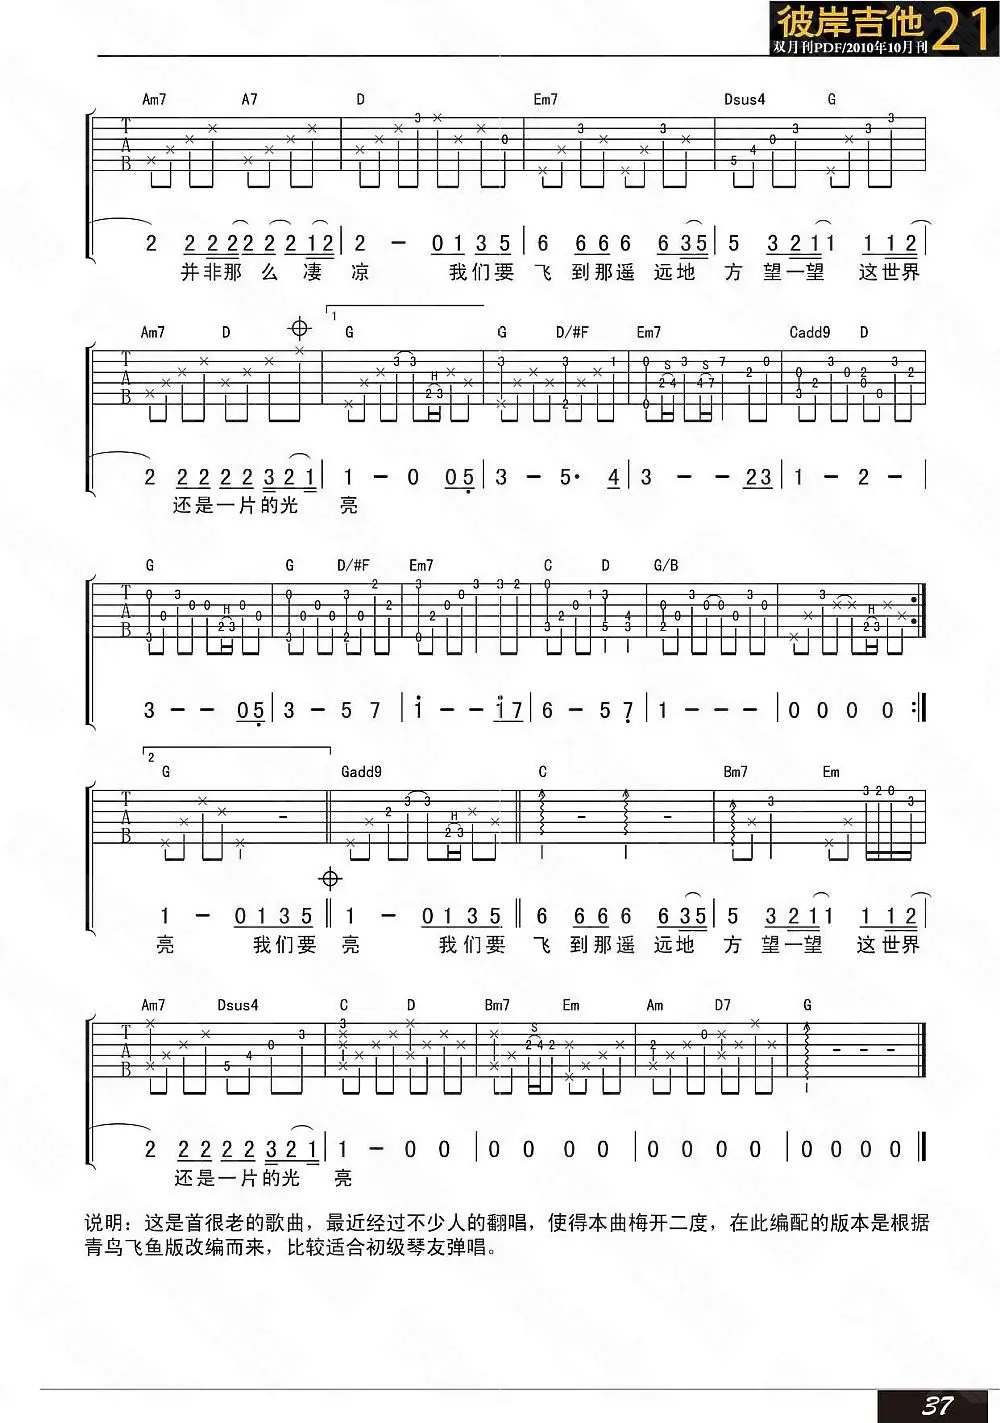 彼岸吉他 21
双月刊PDF/2010年10月刊
Am7 A7 D Em7 Dsus4 G
2 2 2 2 2 2 2 1 2 | 2 - 0 1 3 5 | 6 6 6 6 6 3 5 | 5 3 2 1 1 1 1 2 |
并非那么凄凉 我们要飞到那遥远地方望一望 这世界
1
Am7 D G G D/#F Em7 Cadd9 D
2 2 2 2 2 3 2 1 | 1 - 0 0 5 | 3 - 5· 4 | 3 - - 2 3 | 1 - 2 - |
还是一片的光亮
G G D/#F Em7 C D G/B
3 - - 0 5 | 3 - 5 7 | 1 - - 1 7 | 6 - 5 7 | 1 - - - | 0 0 0 0 :|
2
G Gadd9 C Bm7 Em
1 - 0 1 3 5 || 1 - 0 1 3 5 || 6 6 6 6 6 3 5 | 5 3 2 1 1 1 1 2 |
亮 我们要亮 我们要飞到那遥远地方望一望 这世界
Am7 Dsus4 C D Bm7 Em Am D7 G
2 2 2 2 2 3 2 1 | 1 - 0 0 | 0 0 0 0 | 0 0 0 0 | 0 0 0 0 |
还是一片的光亮
说明：这是首很老的歌曲，最近经过不少人的翻唱，使得本曲梅开二度，在此编配的版本是根据
青鸟飞鱼版改编而来，比较适合初级琴友弹唱。
37